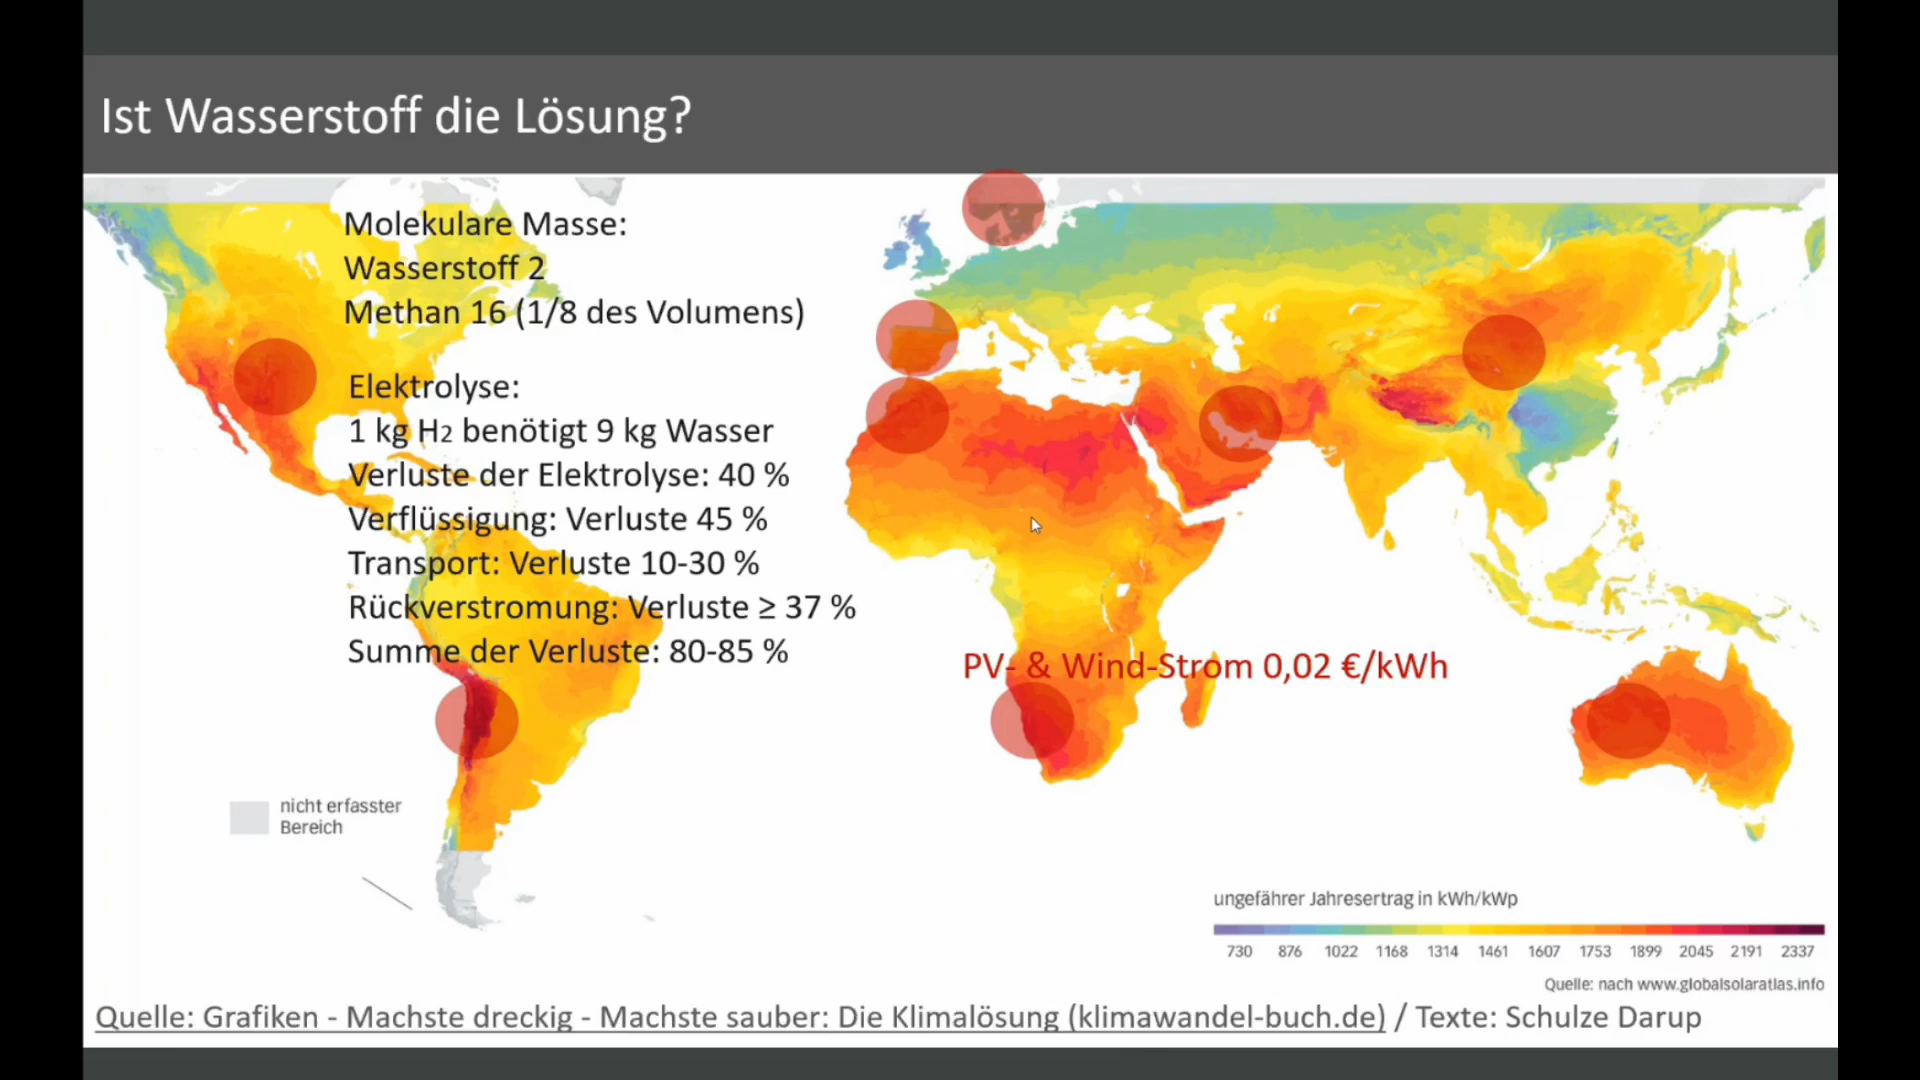 Ist Wasserstoff die Lösung?
Molekulare Masse:
Wasserstoff 2
Methan 16 (1/8 des Volumens)
Elektrolyse:
1 kg H2 benötigt 9 kg Wasser
Verluste der Elektrolyse: 40 %
Verflüssigung: Verluste 45 %
Transport: Verluste 10-30 %
Rückverstromung: Verluste ≥ 37 %
Summe der Verluste: 80-85 %
PV- & Wind-Strom 0,02 €/kWh
nicht erfasster
Bereich
ungefährer Jahresertrag in kWh/kWp
730 876 1022 1168 1314 1461 1607 1753 1899 2045 2191 2337
Quelle: nach www.globalsolaratlas.info
Quelle: Grafiken - Machste dreckig - Machste sauber: Die Klimalösung (klimawandel-buch.de) / Texte: Schulze Darup